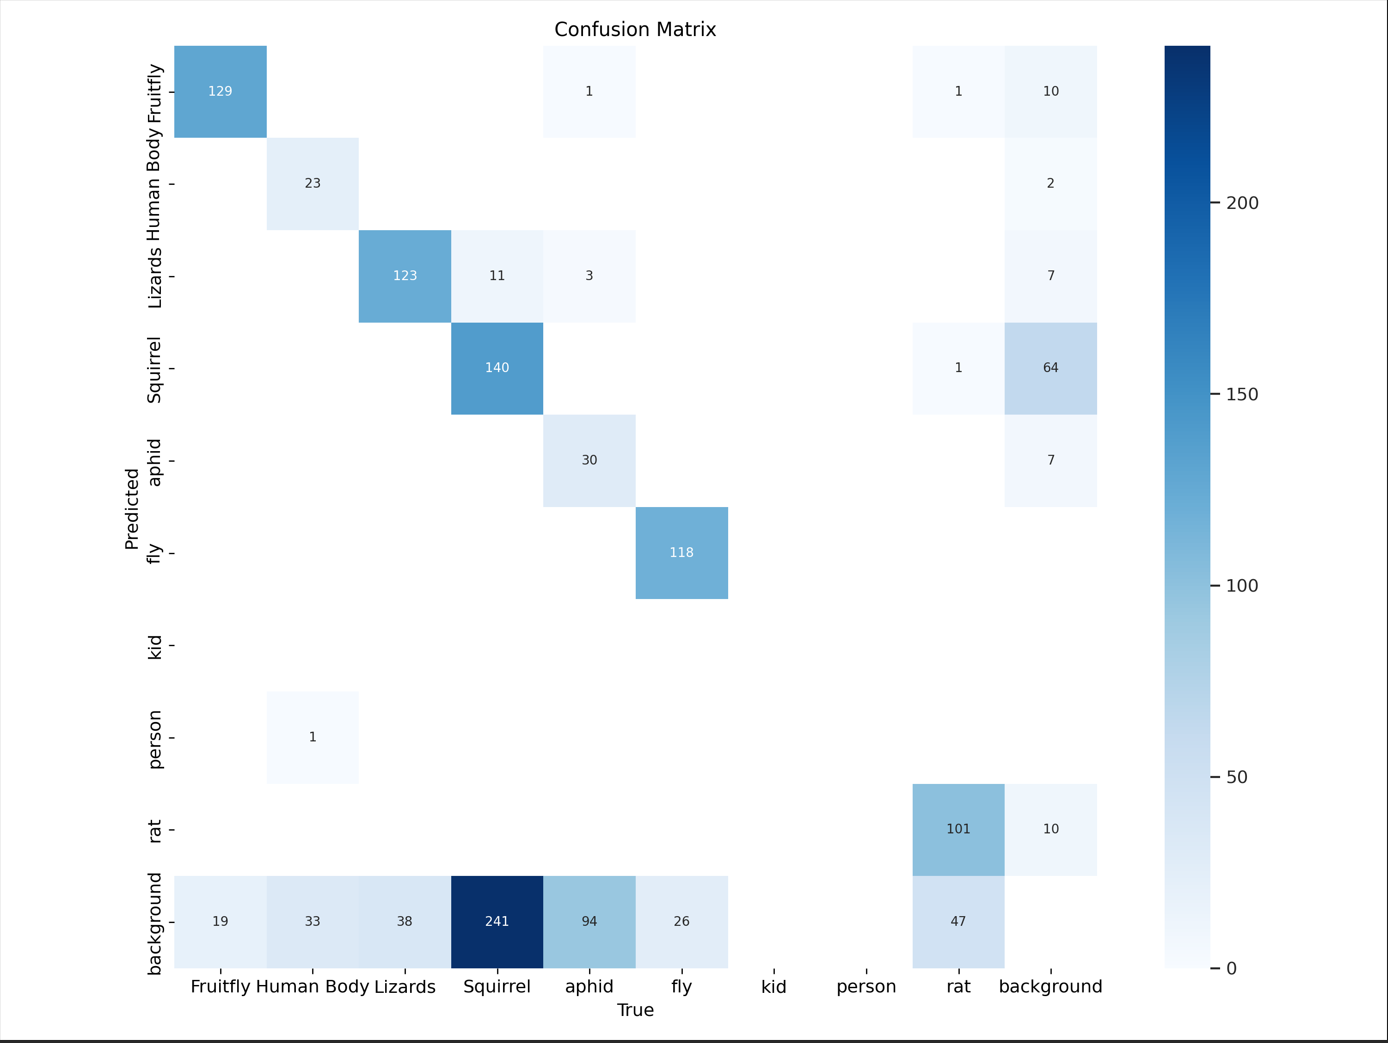 Confusion Matrix
Fruitfly
129
1
1
10
Human Body
23
2
Lizards
123
11
3
7
Squirrel
140
1
64
aphid
30
7
fly
118
kid
person
1
rat
101
10
background
19
33
38
241
94
26
47
Predicted
Fruitfly Human Body Lizards Squirrel aphid fly kid person rat background
True
200
150
100
50
0